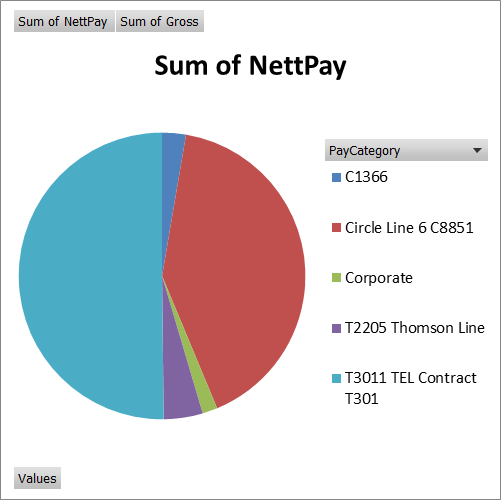 Sum of NettPay Sum of Gross
Sum of NettPay
PayCategory
C1366
Circle Line 6 C8851
Corporate
T2205 Thomson Line
T3011 TEL Contract
T301
Values